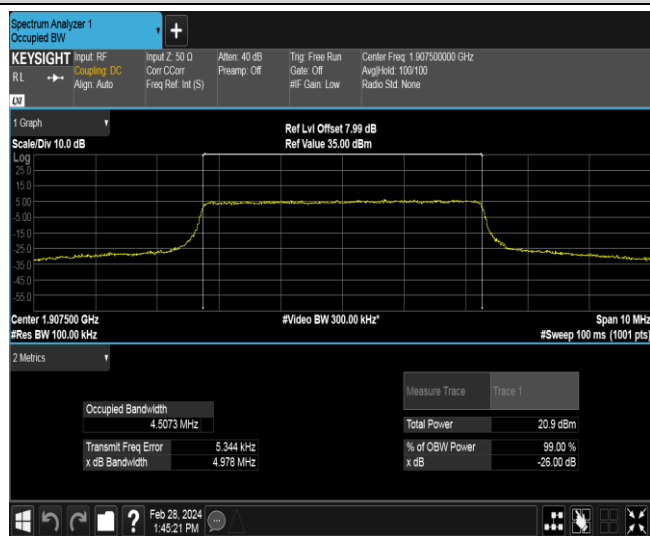 Spectrum Analyzer 1
Occupied BW
+
KEYSIGHT Input: RF Input Z: 50 Ω Atten: 40 dB Trig: Free Run Center Freq: 1.907500000 GHz
RL Coupling: DC Corr CCorr Preamp: Off Gate: Off Avg|Hold: 100/100
Align: Auto Freq Ref: Int (S) #IF Gain: Low Radio Std: None
LXI
1 Graph Ref Lvl Offset 7.99 dB
Scale/Div 10.0 dB Ref Value 35.00 dBm
Log
25.0
15.0
5.00
-5.00
-15.0
-25.0
-35.0
-45.0
-55.0
Center 1.907500 GHz #Video BW 300.00 kHz* Span 10 MHz
#Res BW 100.00 kHz #Sweep 100 ms (1001 pts)
2 Metrics
Measure Trace Trace 1
Occupied Bandwidth
4.5073 MHz Total Power 20.9 dBm
Transmit Freq Error 5.344 kHz % of OBW Power 99.00 %
x dB Bandwidth 4.978 MHz x dB -26.00 dB
? Feb 28, 2024
1:45:21 PM